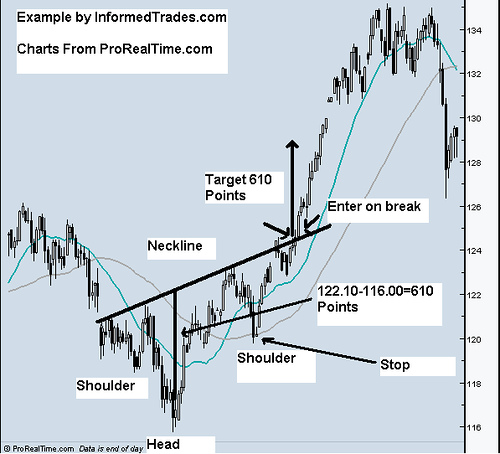 Example by InformedTrades.com
Charts From ProRealTime.com
134
132
130
128
126
124
122
120
118
116
Target 610
Points
Enter on break
Neckline
122.10-116.00=610
Points
Shoulder
Stop
Shoulder
Head
© ProRealTime.com Data is end of day